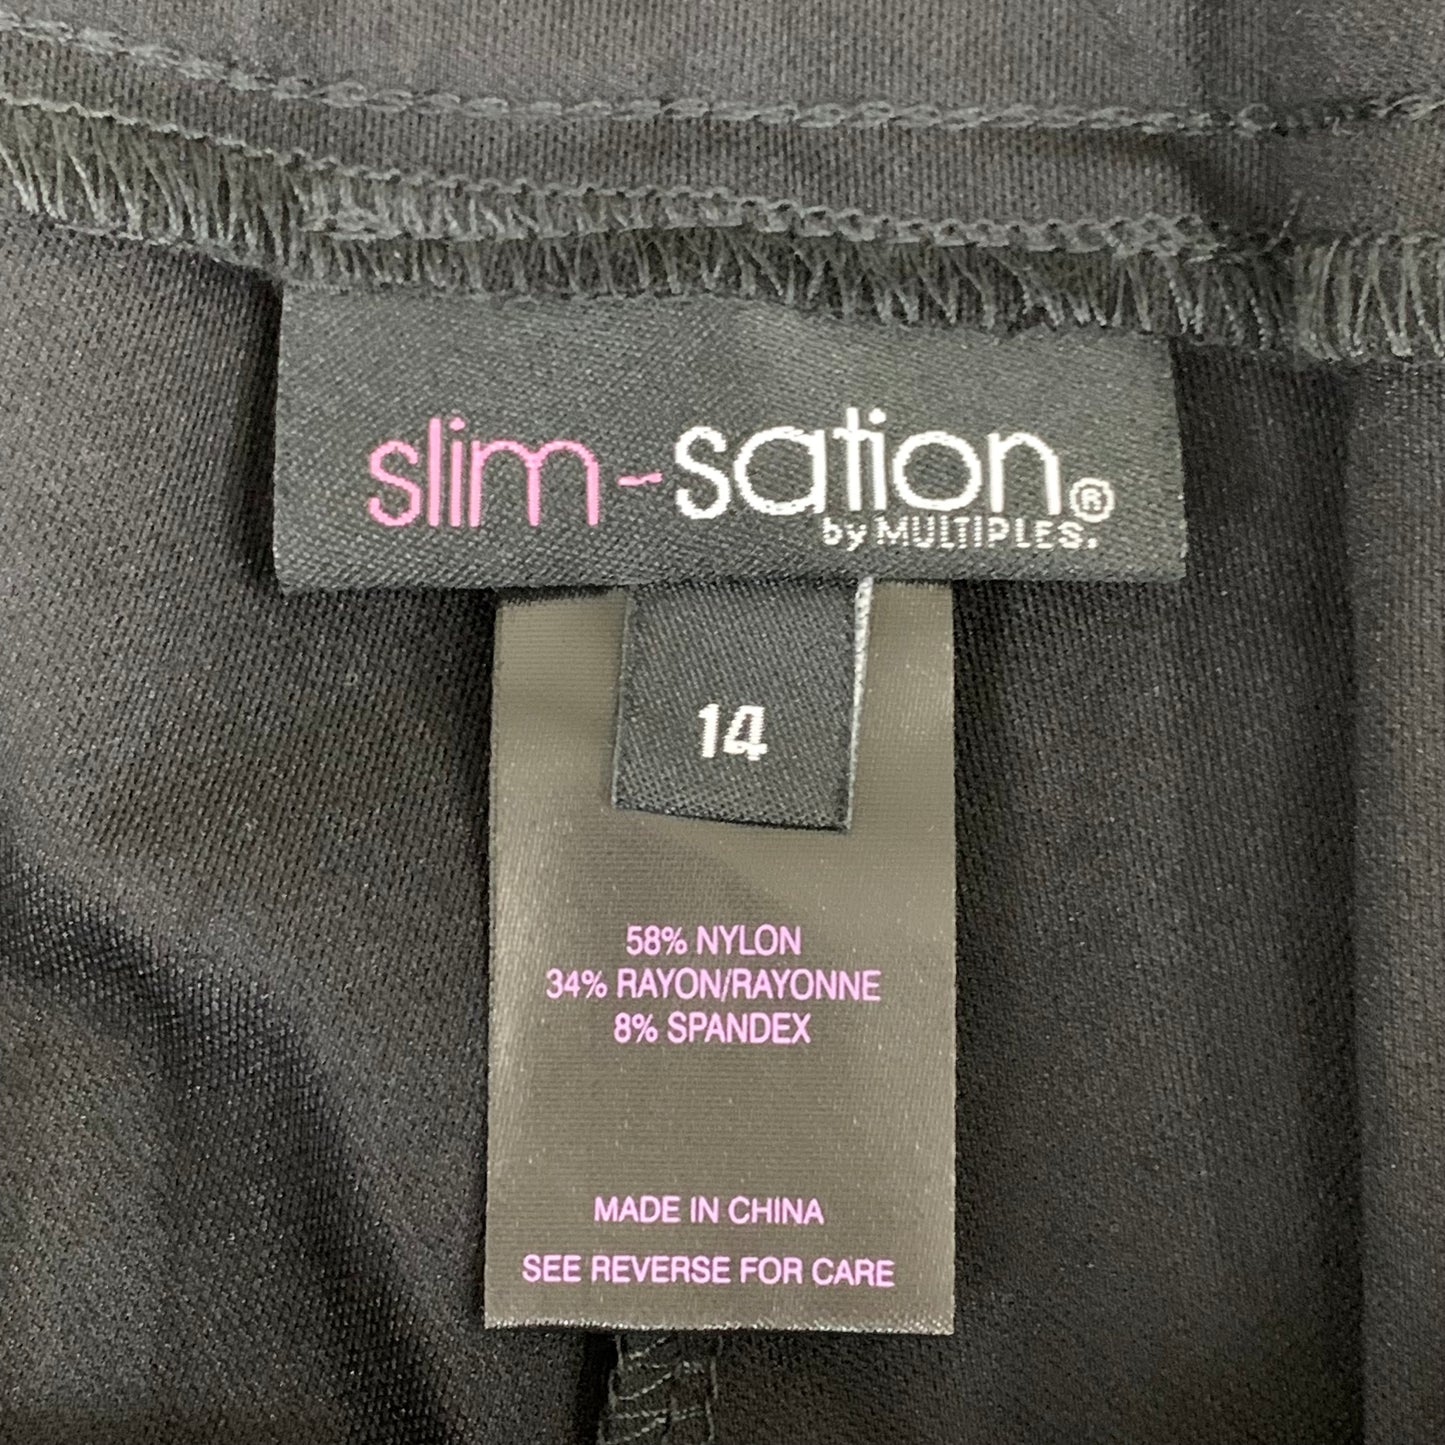 slim-sation®
by MULTIPLES.
14
58% NYLON
34% RAYON/RAYONNE
8% SPANDEX
MADE IN CHINA
SEE REVERSE FOR CARE